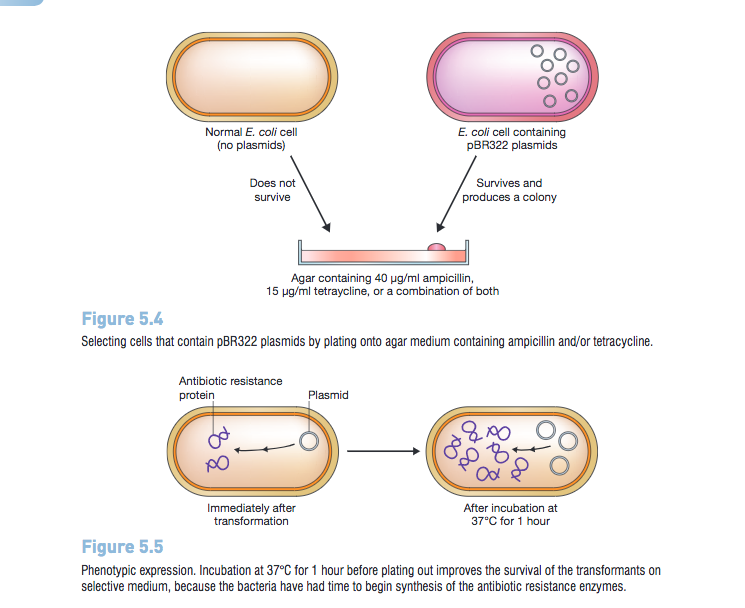 Normal E. coli cell
(no plasmids)
E. coli cell containing
pBR322 plasmids
Does not
survive
Survives and
produces a colony
Agar containing 40 µg/ml ampicillin,
15 µg/ml tetraycline, or a combination of both
Figure 5.4
Selecting cells that contain pBR322 plasmids by plating onto agar medium containing ampicillin and/or tetracycline.
Antibiotic resistance
protein
Plasmid
Immediately after
transformation
After incubation at
37°C for 1 hour
Figure 5.5
Phenotypic expression. Incubation at 37°C for 1 hour before plating out improves the survival of the transformants on
selective medium, because the bacteria have had time to begin synthesis of the antibiotic resistance enzymes.